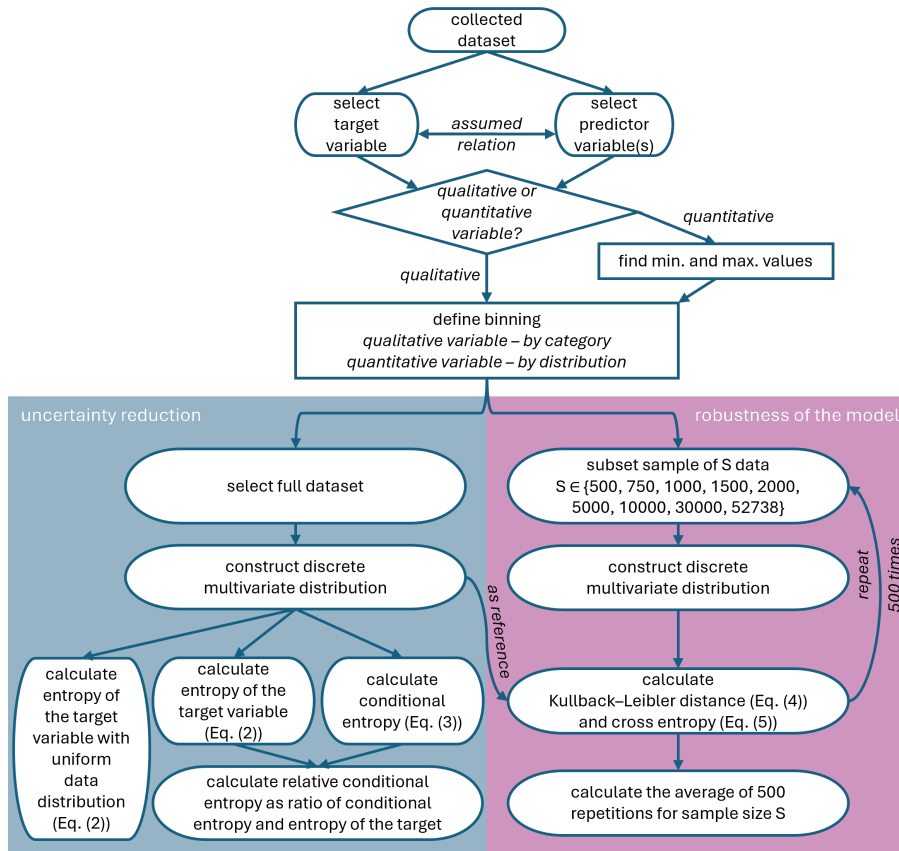 collected
dataset
select
target
variable
assumed
relation
select
predictor
variable(s)
qualitative or
quantitative
variable?
quantitative
qualitative
find min. and max. values
define binning
qualitative variable – by category
quantitative variable – by distribution
uncertainty reduction
robustness of the model
select full dataset
subset sample of S data
S ∈ {500, 750, 1000, 1500, 2000,
5000, 10000, 30000, 52738}
construct discrete
multivariate distribution
construct discrete
multivariate distribution
as reference
repeat
500 times
calculate
entropy of
the target
variable with
uniform
data
distribution
(Eq. (2))
calculate
entropy of the
target variable
(Eq. (2))
calculate
conditional
entropy (Eq. (3))
calculate
Kullback–Leibler distance (Eq. (4))
and cross entropy (Eq. (5))
calculate relative conditional
entropy as ratio of conditional
entropy and entropy of the target
calculate the average of 500
repetitions for sample size S